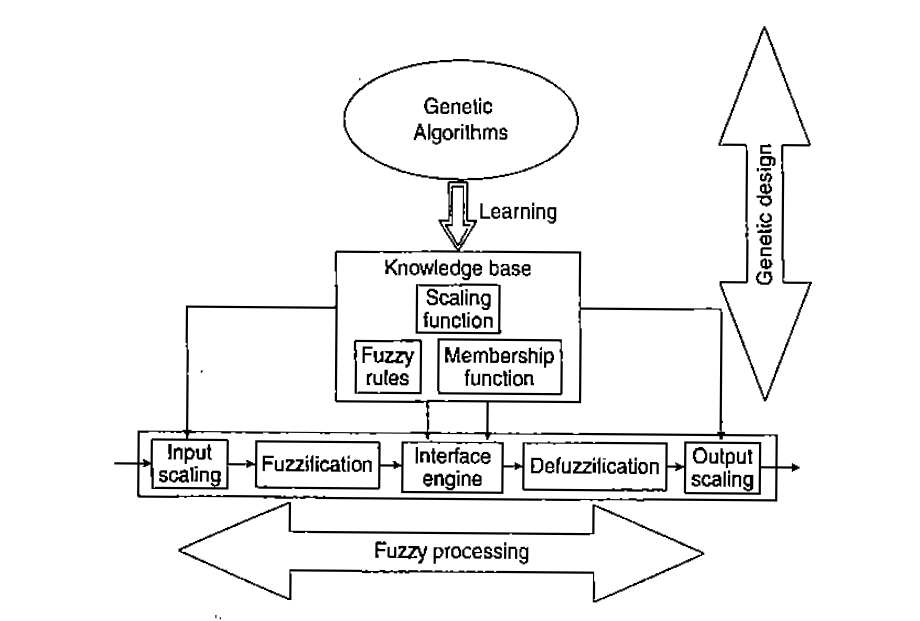 Genetic
Algorithms
Learning
Genetic design
Knowledge base
Scaling
function
Fuzzy
rules
Membership
function
Input
scaling
Fuzzification
Interface
engine
Defuzzification
Output
scaling
Fuzzy processing